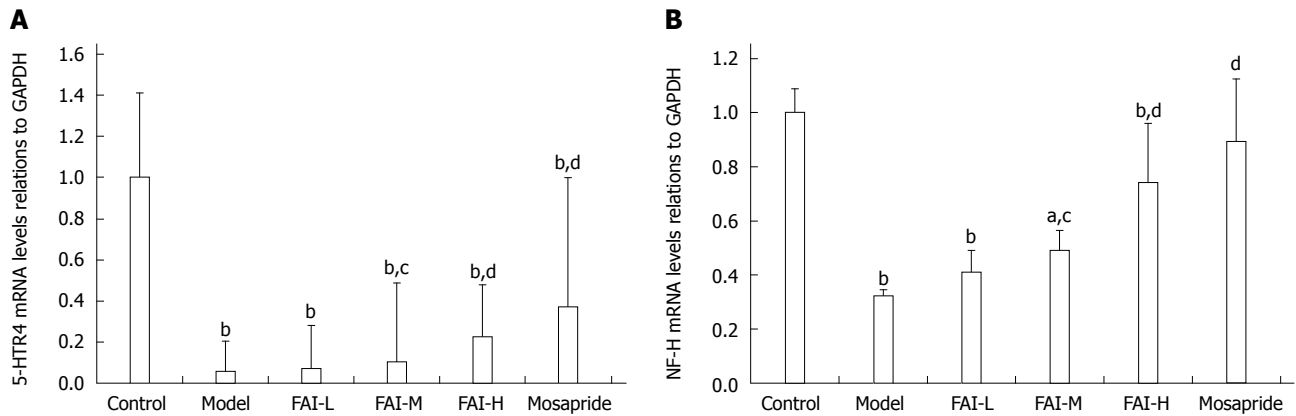 A
5-HTR4 mRNA levels relations to GAPDH
1.6
1.4
1.2
1.0
0.8
0.6
0.4
0.2
0.0
b
b
b,c
b,d
b,d
Control Model FAI-L FAI-M FAI-H Mosapride
B
NF-H mRNA levels relations to GAPDH
1.2
1.0
0.8
0.6
0.4
0.2
0.0
b
b
a,c
b,d
d
Control Model FAI-L FAI-M FAI-H Mosapride